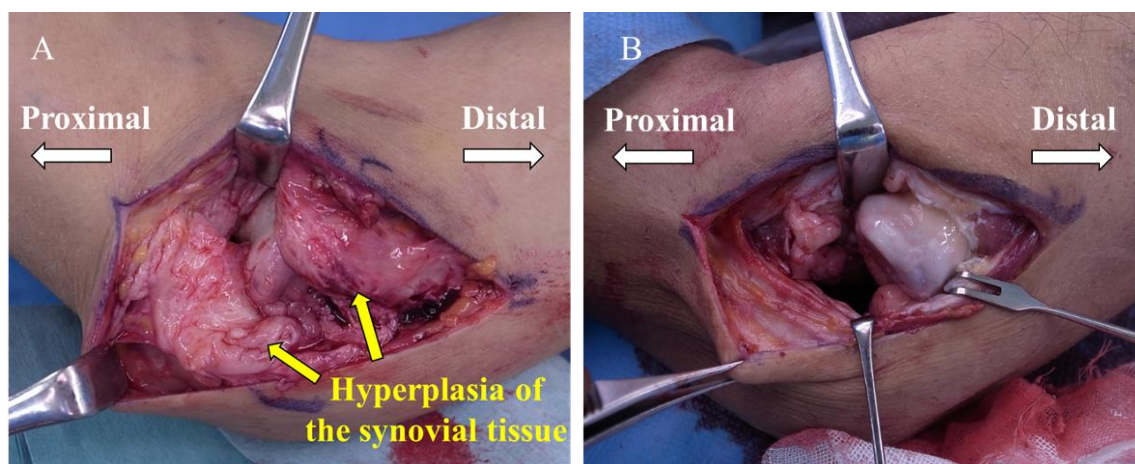 A
Proximal
Distal
Hyperplasia of
the synovial tissue
B
Proximal
Distal